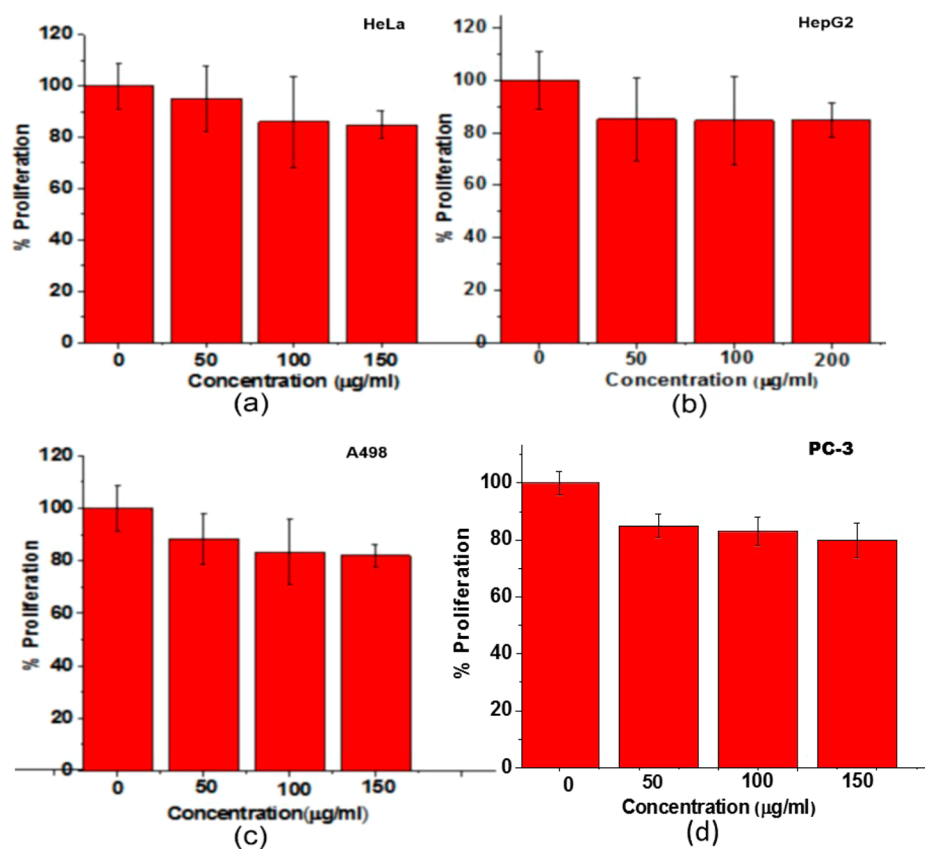 HeLa
120
100
80
60
40
20
0
% Proliferation
0 50 100 150
Concentration (μg/ml)
(a)
HepG2
120
100
80
60
40
20
0
% Proliferation
0 50 100 200
Concentration (μg/ml)
(b)
A498
120
100
80
60
40
20
0
% Proliferation
0 50 100 150
Concentration(μg/ml)
(c)
PC-3
100
80
60
40
20
0
% Proliferation
0 50 100 150
Concentration (μg/ml)
(d)